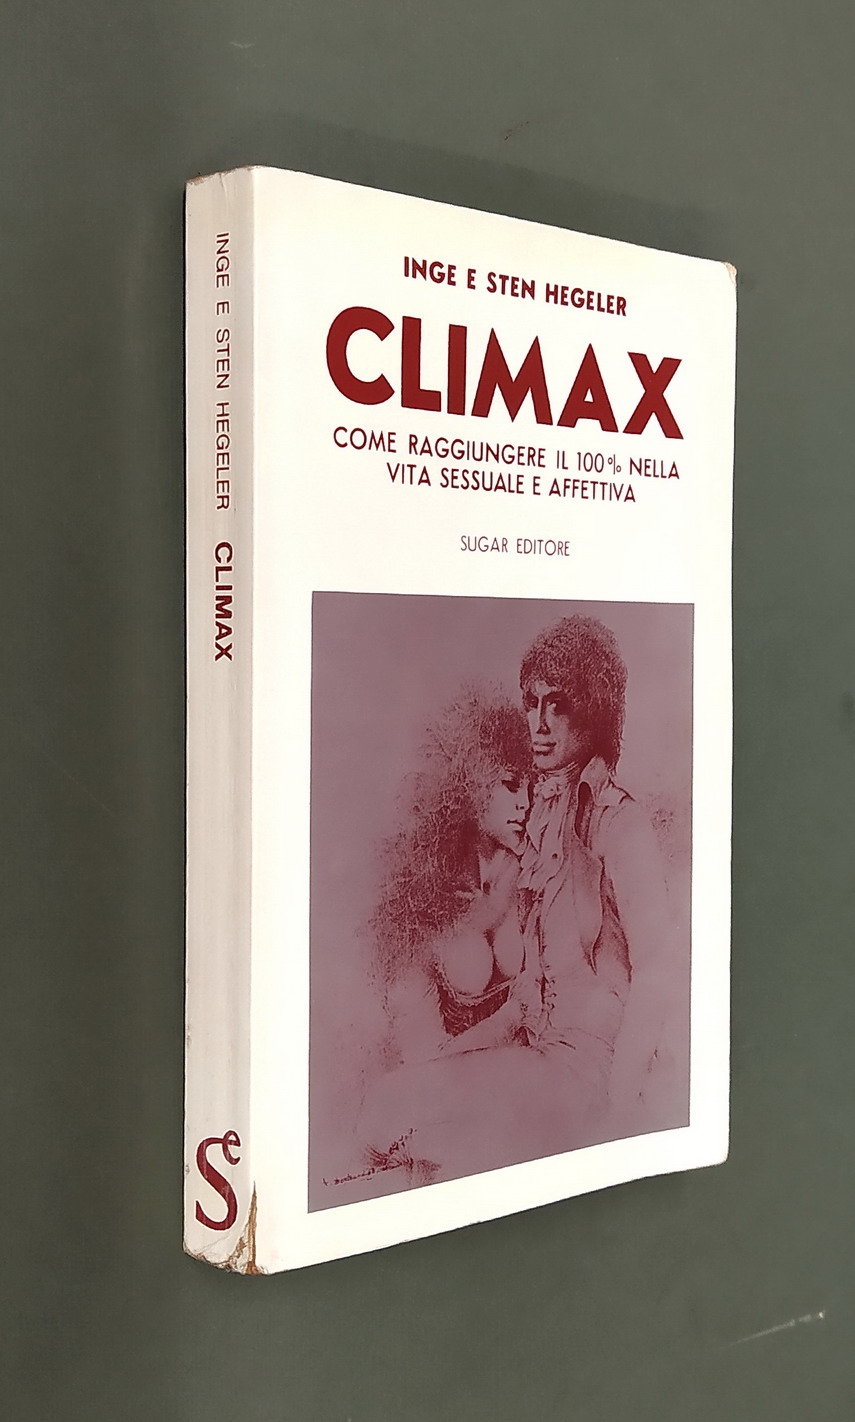 INGE E STEN HEGELER CLIMAX
INGE E STEN HEGELER
CLIMAX
COME RAGGIUNGERE IL 100% NELLA
VITA SESSUALE E AFFETTIVA
SUGAR EDITORE